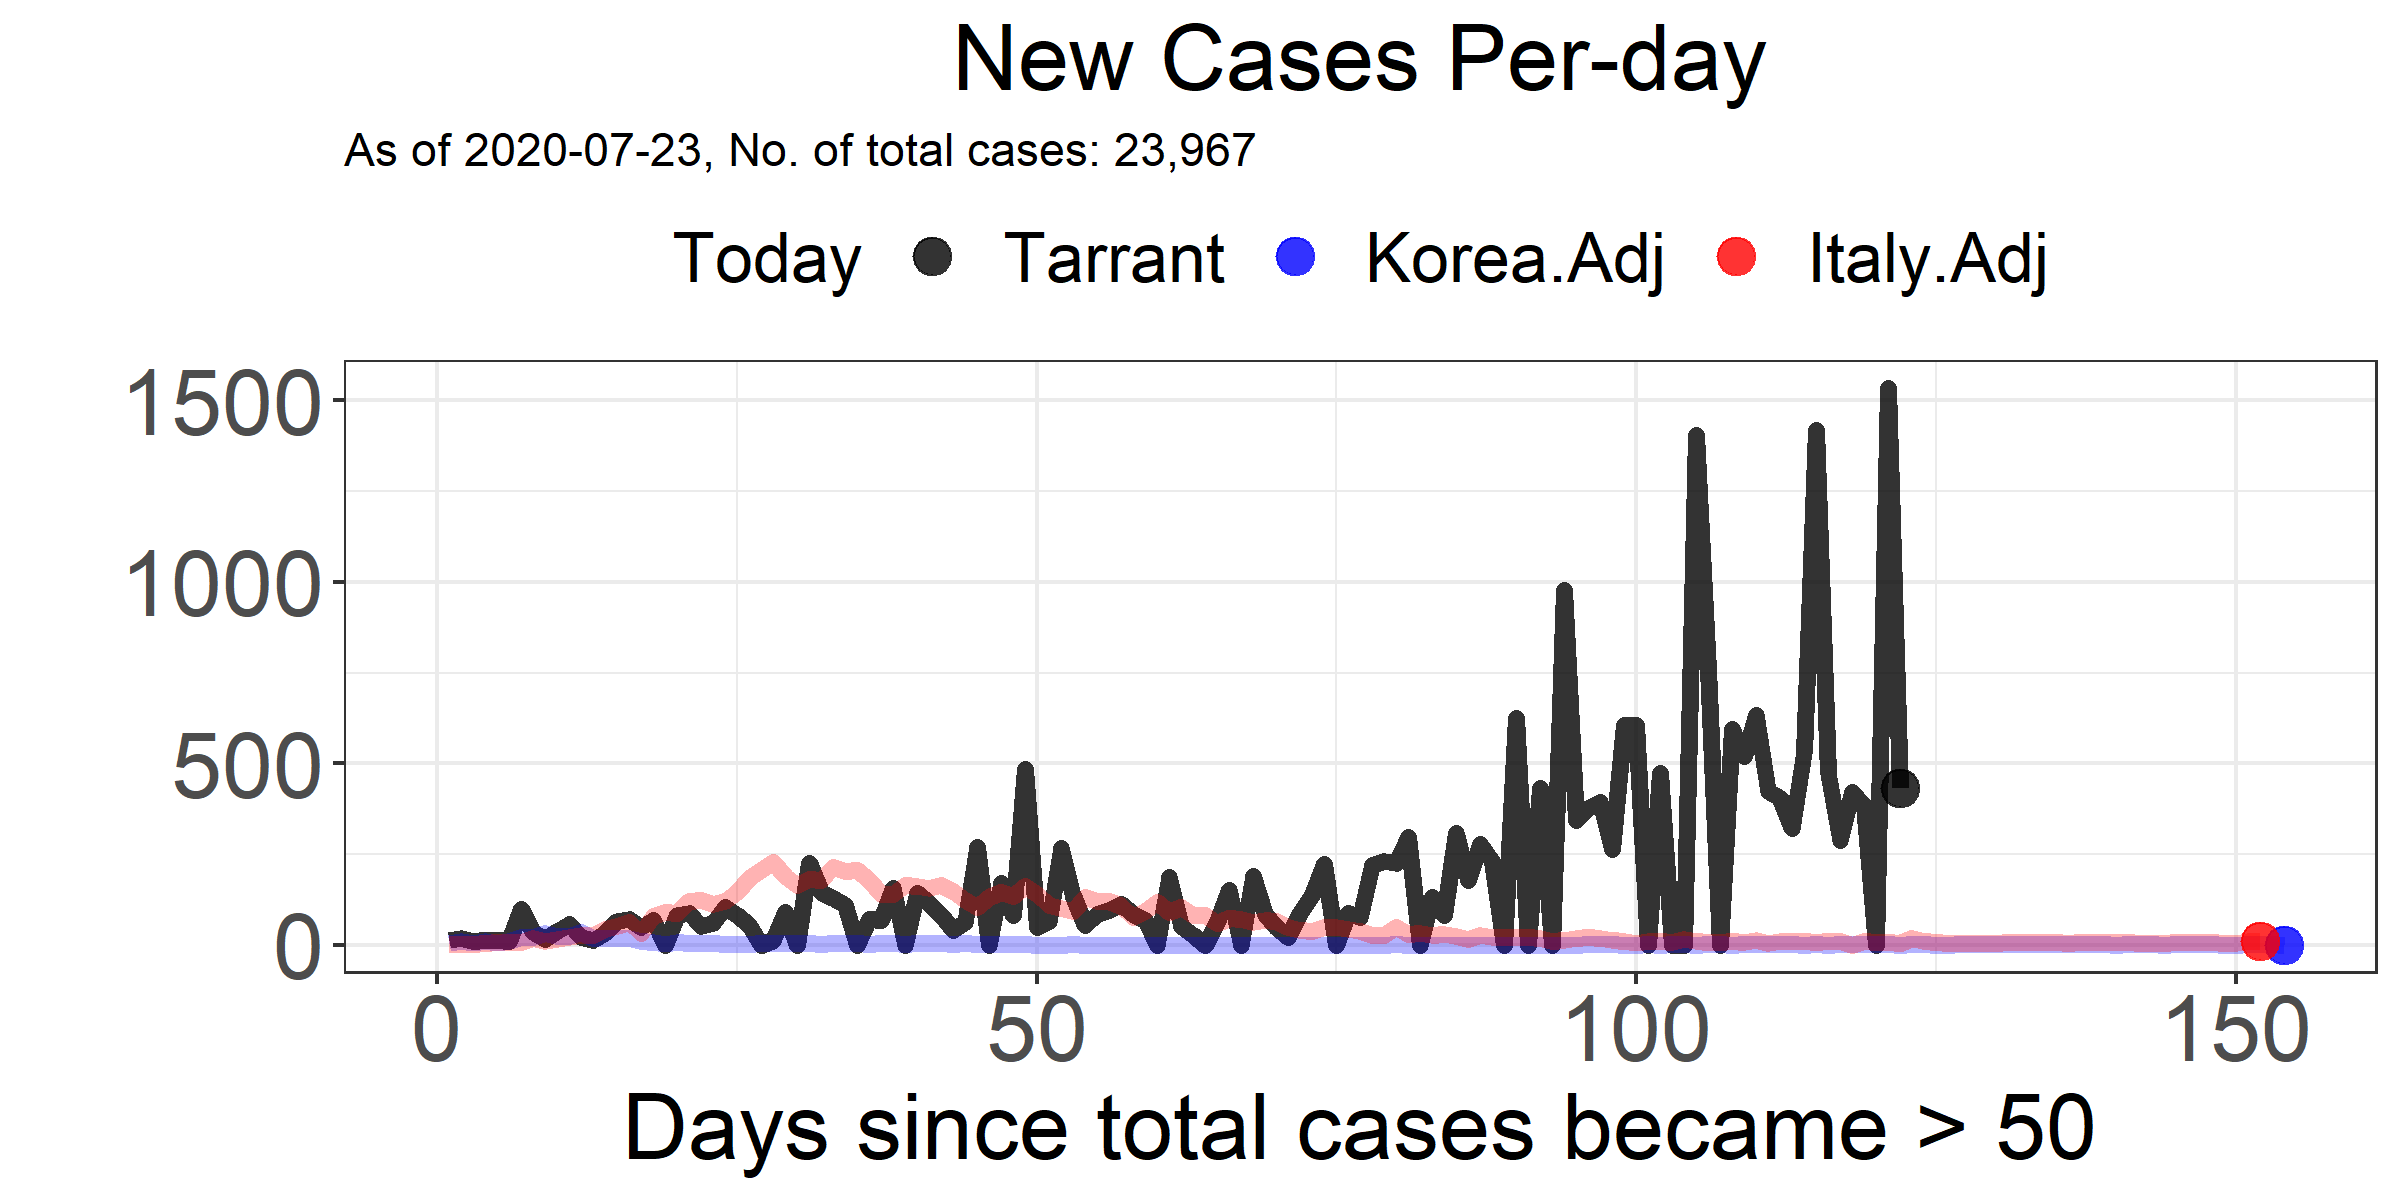 New Cases Per-day
As of 2020-07-23, No. of total cases: 23,967
Today Tarrant Korea.Adj Italy.Adj
1500
1000
500
0
0 50 100 150
Days since total cases became > 50